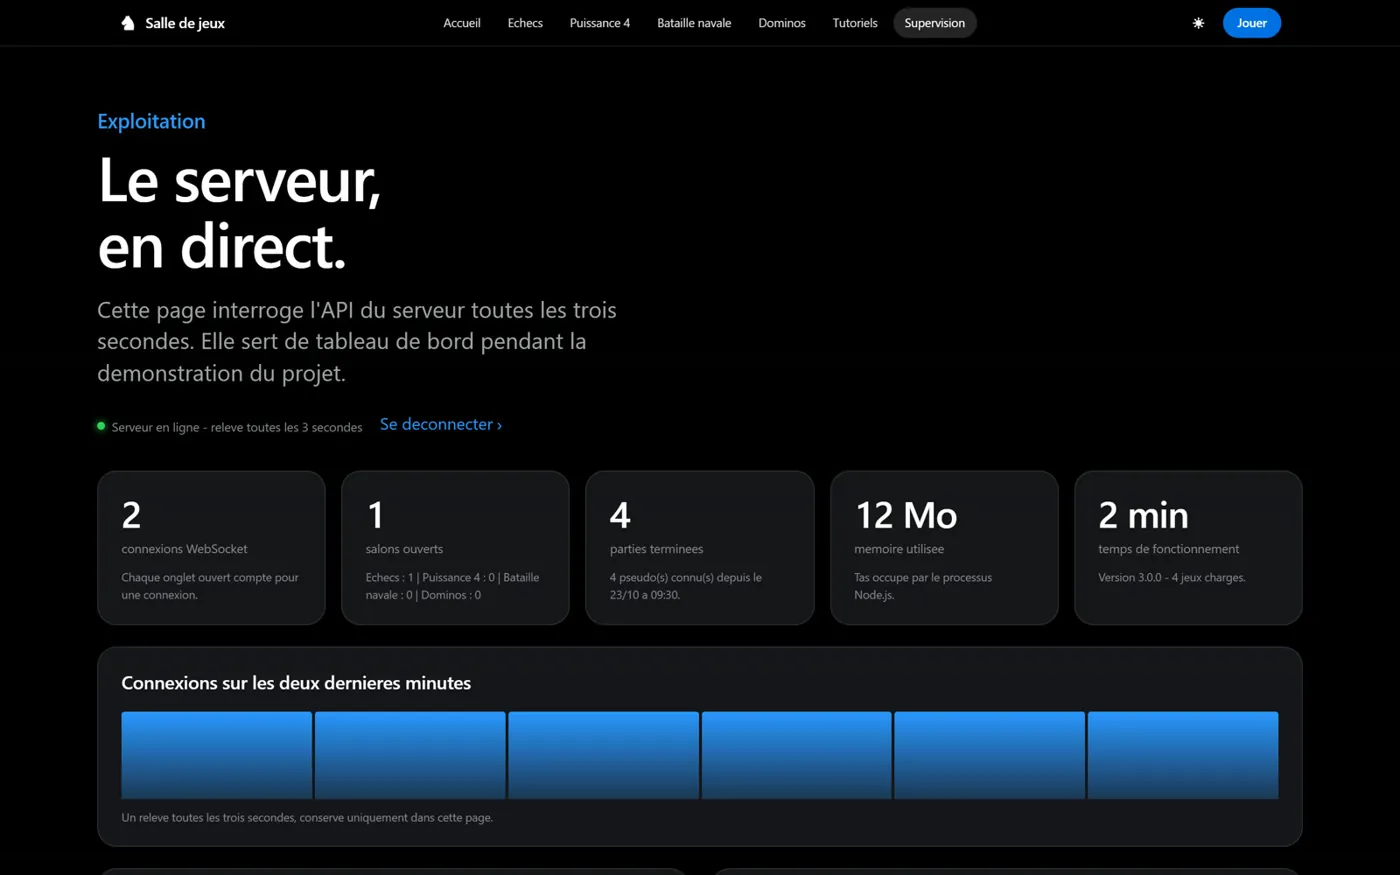 Salle de jeux
Accueil
Echecs
Puissance 4
Bataille navale
Dominos
Tutoriels
Supervision
Jouer
Exploitation
Le serveur,
en direct.
Cette page interroge l'API du serveur toutes les trois
secondes. Elle sert de tableau de bord pendant la
demonstration du projet.
Serveur en ligne - releve toutes les 3 secondes
Se deconnecter ›
2
connexions WebSocket
Chaque onglet ouvert compte pour
une connexion.
1
salons ouverts
Echecs : 1 | Puissance 4 : 0 | Bataille
navale : 0 | Dominos : 0
4
parties terminees
4 pseudo(s) connu(s) depuis le
23/10 a 09:30.
12 Mo
memoire utilisee
Tas occupe par le processus
Node.js.
2 min
temps de fonctionnement
Version 3.0.0 - 4 jeux charges.
Connexions sur les deux dernieres minutes
Un releve toutes les trois secondes, conserve uniquement dans cette page.